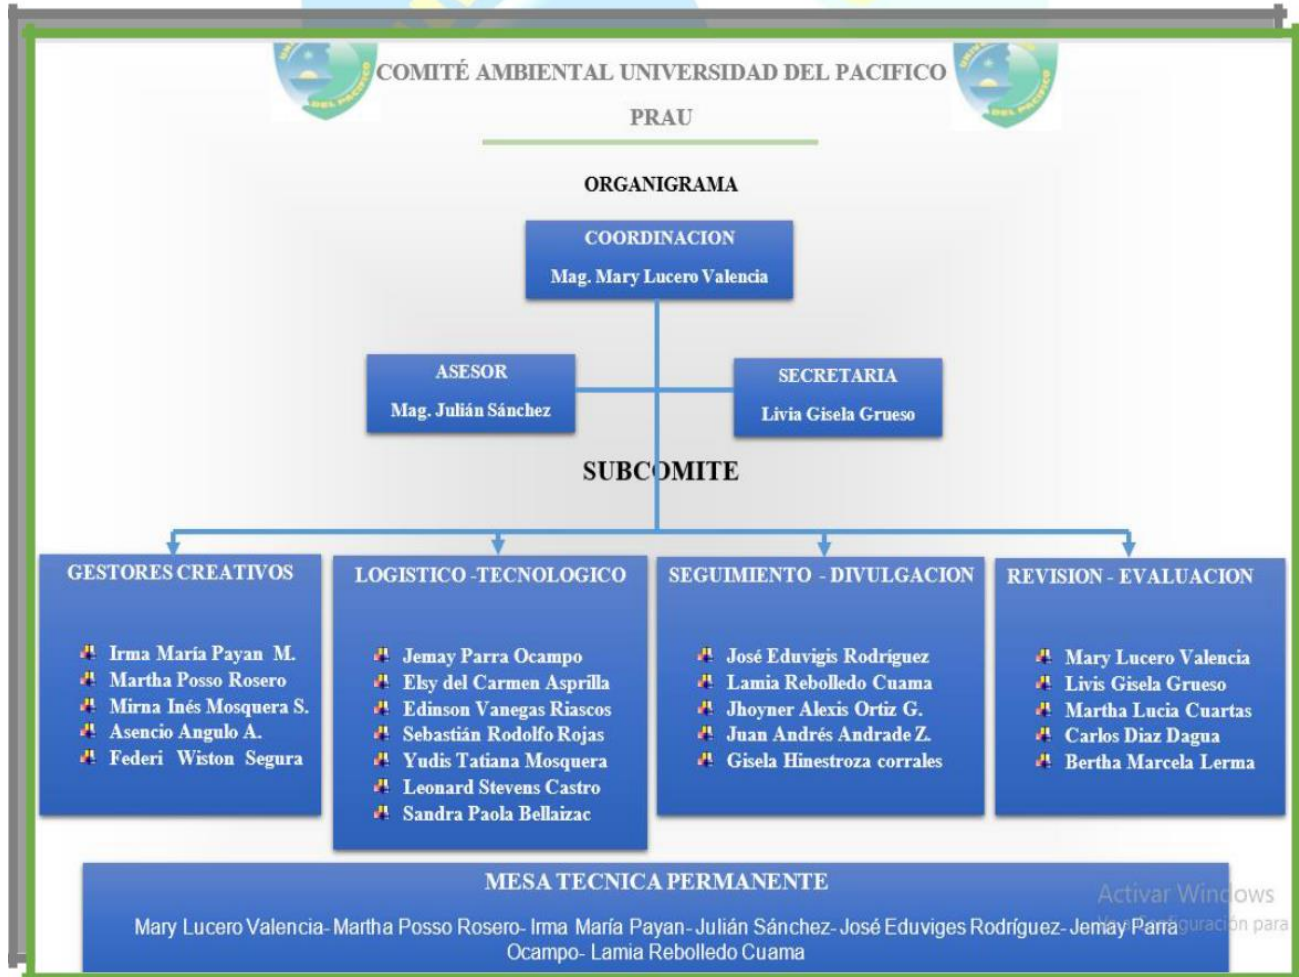 COMITÉ AMBIENTAL UNIVERSIDAD DEL PACIFICO
PRAU
DEL PACIFICO
DEL PACIFICO
ORGANIGRAMA
COORDINACION
Mag. Mary Lucero Valencia
ASESOR
Mag. Julián Sánchez
SECRETARIA
Livia Gisela Grueso
SUBCOMITE
GESTORES CREATIVOS
Irma María Payan M.
Martha Posso Rosero
Mirna Inés Mosquera S.
Asencio Angulo A.
Federi Wiston Segura
LOGISTICO -TECNOLOGICO
Jemay Parra Ocampo
Elsy del Carmen Asprilla
Edinson Vanegas Riascos
Sebastián Rodolfo Rojas
Yudis Tatiana Mosquera
Leonard Stevens Castro
Sandra Paola Bellaizac
SEGUIMIENTO - DIVULGACION
José Eduvigis Rodríguez
Lamia Rebolledo Cuama
Jhoyner Alexis Ortiz G.
Juan Andrés Andrade Z.
Gisela Hinestroza corrales
REVISION - EVALUACION
Mary Lucero Valencia
Livis Gisela Grueso
Martha Lucia Cuartas
Carlos Diaz Dagua
Bertha Marcela Lerma
MESA TECNICA PERMANENTE
Mary Lucero Valencia- Martha Posso Rosero- Irma María Payan- Julián Sánchez- José Eduviges Rodríguez- Jemay Parra
Ocampo- Lamia Rebolledo Cuama
Activar Windows
para